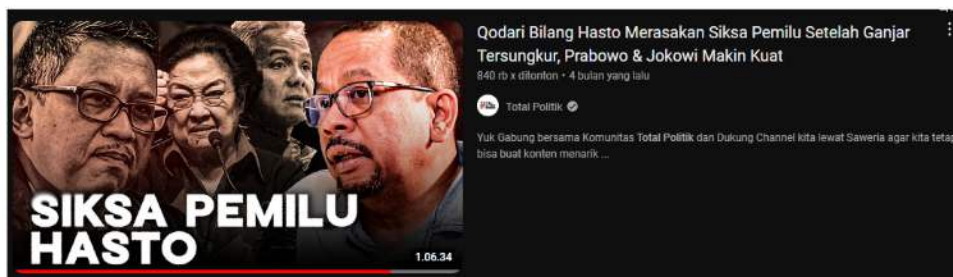 SIKSA PEMILU
HASTO
1.06.34
Qodari Bilang Hasto Merasakan Siksa Pemilu Setelah Ganjar
Tersungkur, Prabowo & Jokowi Makin Kuat
840 rb x ditonton • 4 bulan yang lalu
Total Politik
Yuk Gabung bersama Komunitas Total Politik dan Dukung Channel kita lewat Saweria agar kita tetap
bisa buat konten menarik ...